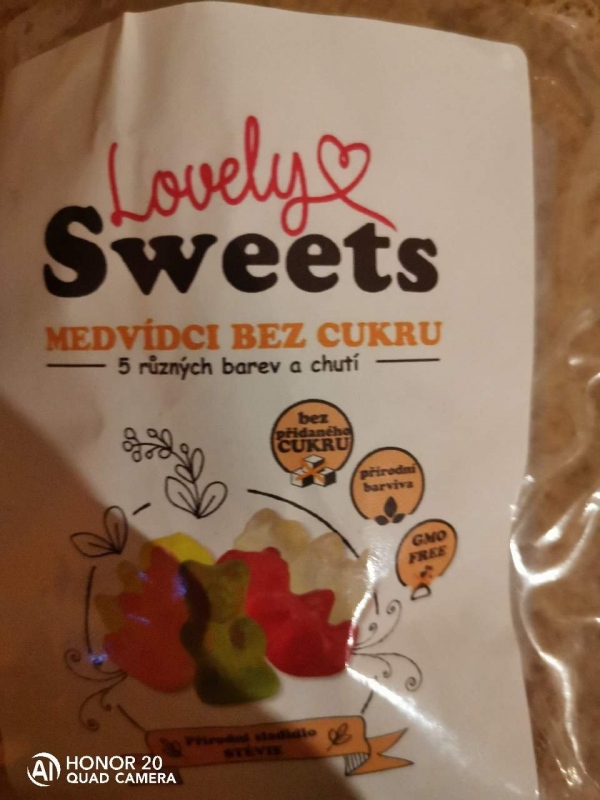 Lovely
Sweets
MEDVÍDCI BEZ CUKRU
5 různých barev a chutí
bez
přidaného
CUKRU
přírodní
barviva
GMO
FREE
Přírodní sladidlo
STÉVIE
HONOR 20
QUAD CAMERA